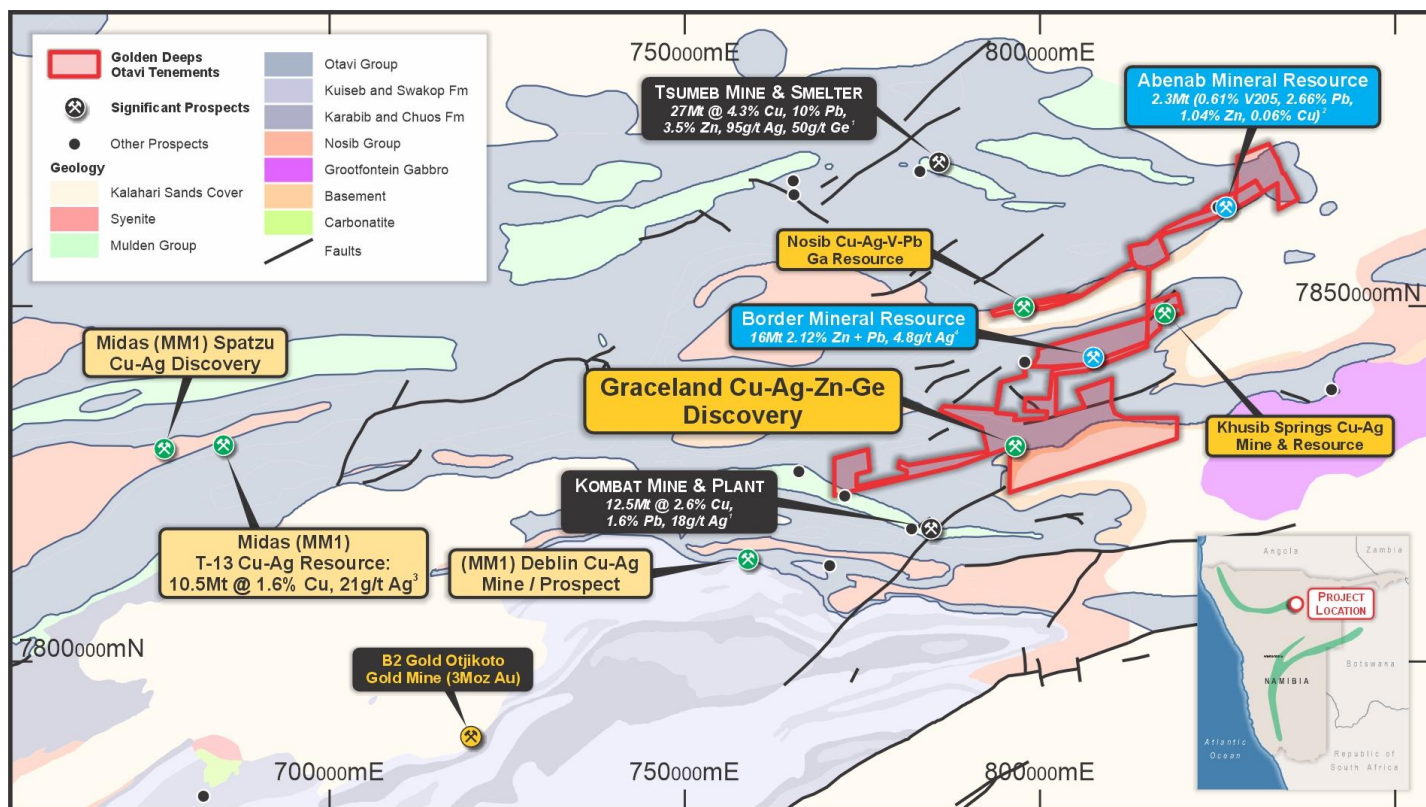 750000mE
800000mE
Golden Deeps
Otavi Tenements
Significant Prospects
Other Prospects
Geology
Kalahari Sands Cover
Syenite
Mulden Group
Otavi Group
Kuiseb and Swakop Fm
Karabib and Chuos Fm
Nosib Group
Grootfontein Gabbro
Basement
Carbonatite
Faults
TSUMEB MINE & SMELTER
27Mt @ 4.3% Cu, 10% Pb,
3.5% Zn, 95g/t Ag, 50g/t Ge¹
Abenab Mineral Resource
2.3Mt (0.61% V205, 2.66% Pb,
1.04% Zn, 0.06% Cu)²
Nosib Cu-Ag-V-Pb
Ga Resource
7850000mN
Border Mineral Resource
16Mt 2.12% Zn + Pb, 4.8g/t Ag⁴
Midas (MM1) Spatzu
Cu-Ag Discovery
Graceland Cu-Ag-Zn-Ge
Discovery
Khusib Springs Cu-Ag
Mine & Resource
KOMBAT MINE & PLANT
12.5Mt @ 2.6% Cu,
1.6% Pb, 18g/t Ag¹
Midas (MM1)
T-13 Cu-Ag Resource:
10.5Mt @ 1.6% Cu, 21g/t Ag³
(MM1) Deblin Cu-Ag
Mine / Prospect
7800000mN
B2 Gold Otjikoto
Gold Mine (3Moz Au)
Angola
Zambia
PROJECT
LOCATION
NAMIBIA
Botswana
Atlantic
Ocean
Republic of
South Africa
700000mE
750000mE
800000mE